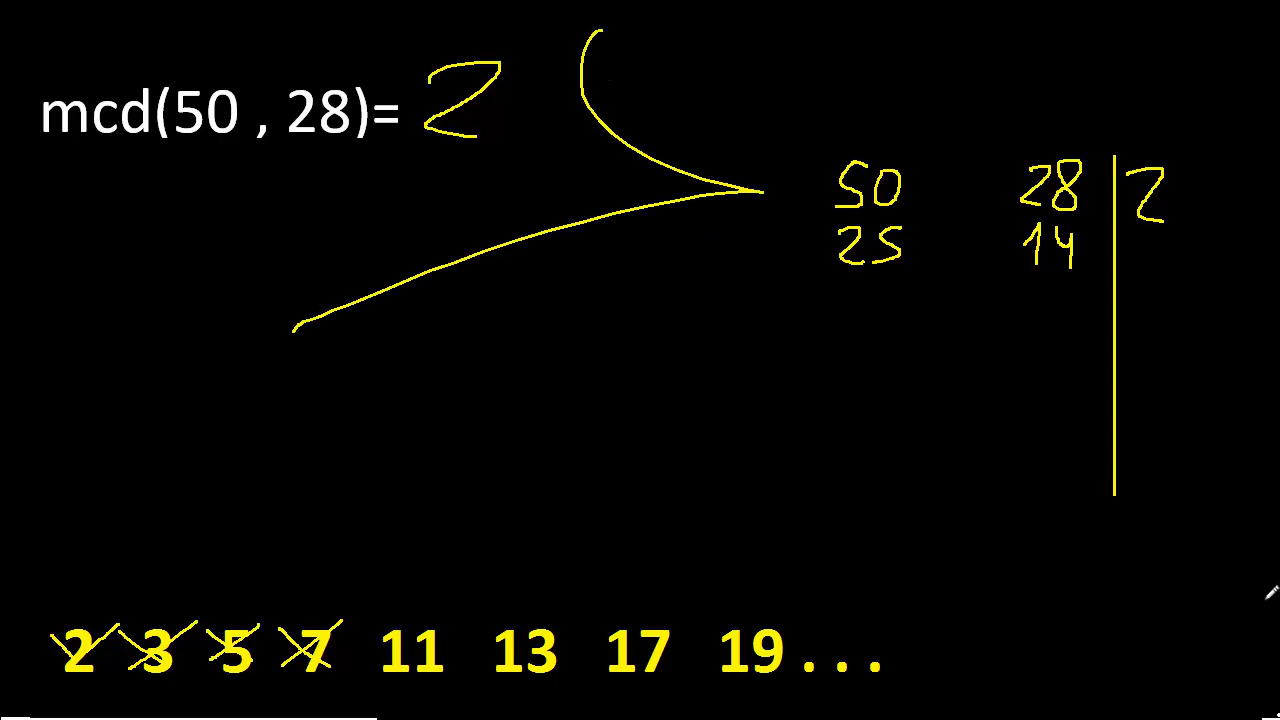 mcd(50 , 28)= 2
50 28 2
25 14
2 3 5 7 11 13 17 19 . . .